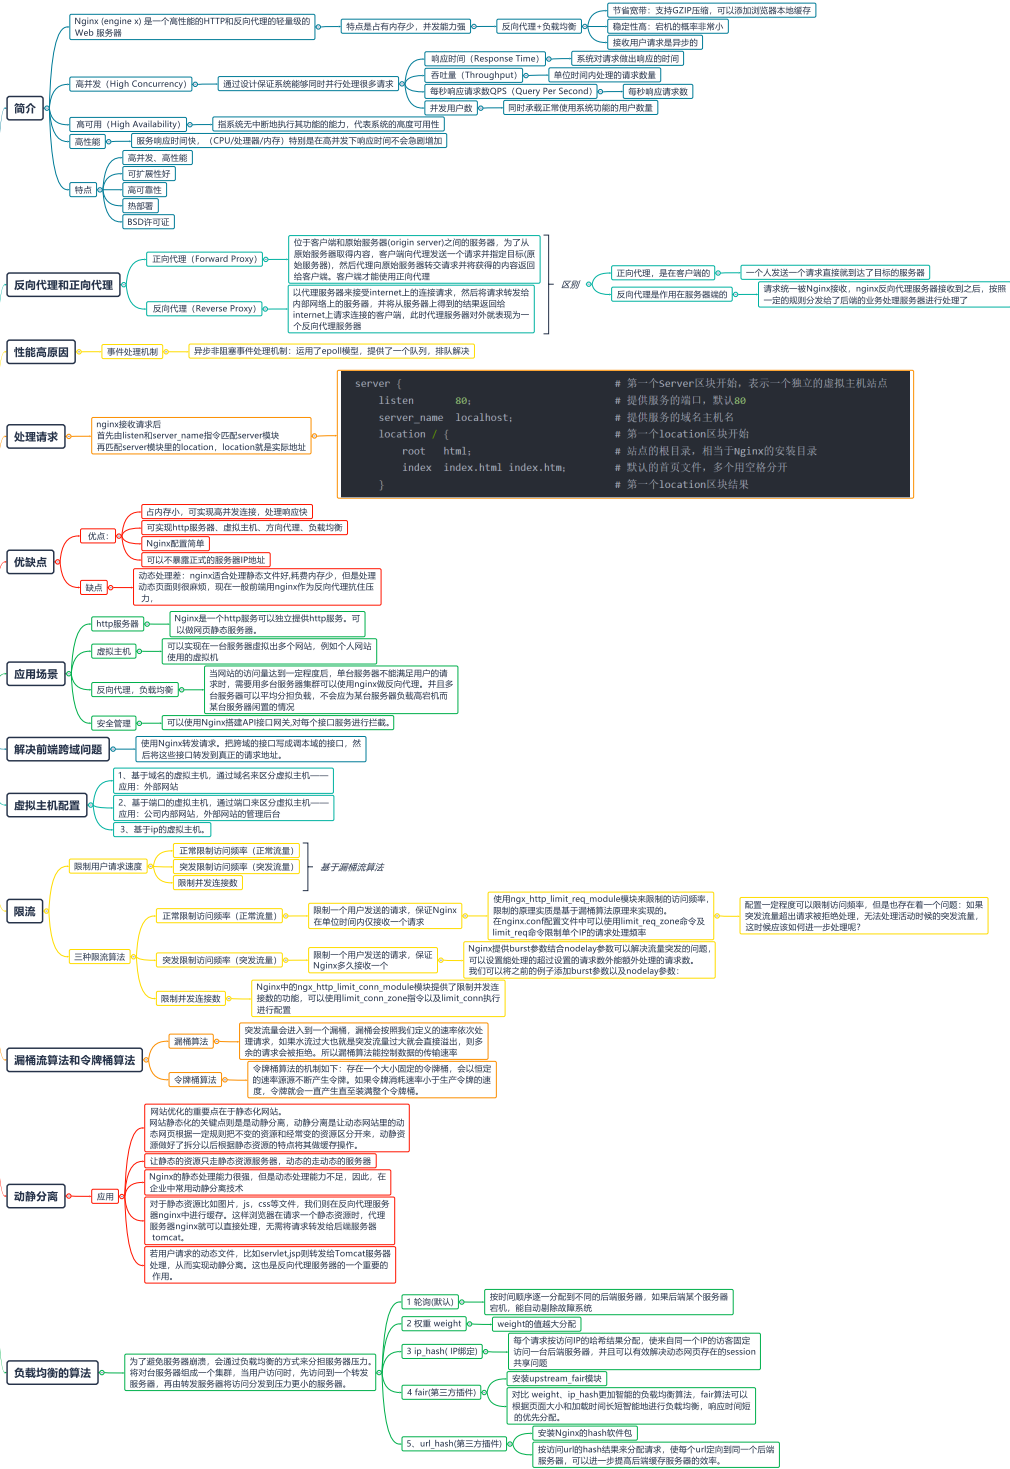 简介
Nginx (engine x) 是一个高性能的HTTP和反向代理的轻量级的
Web 服务器
特点是占有内存少，并发能力强
反向代理+负载均衡
节省宽带：支持GZIP压缩，可以添加浏览器本地缓存
稳定性高：宕机的概率非常小
接收用户请求是异步的
高并发（High Concurrency）
通过设计保证系统能够同时并行处理很多请求
响应时间（Response Time）
系统对请求做出响应的时间
吞吐量（Throughput）
单位时间内处理的请求数量
每秒响应请求数QPS（Query Per Second）
每秒响应请求数
并发用户数
同时承载正常使用系统功能的用户数量
高可用（High Availability）
指系统无中断地执行其功能的能力，代表系统的高度可用性
高性能
服务响应时间快，（CPU/处理器/内存）特别是在高并发下响应时间不会急剧增加
特点
高并发、高性能
可扩展性好
高可靠性
热部署
BSD许可证
反向代理和正向代理
正向代理（Forward Proxy）
位于客户端和原始服务器(origin server)之间的服务器，为了从
原始服务器取得内容，客户端向代理发送一个请求并指定目标(原
始服务器)，然后代理向原始服务器转交请求并将获得的内容返回
给客户端。客户端才能使用正向代理
反向代理（Reverse Proxy）
以代理服务器来接受internet上的连接请求，然后将请求转发给
内部网络上的服务器，并将从服务器上得到的结果返回给
internet上请求连接的客户端，此时代理服务器对外就表现为一
个反向代理服务器
区别
正向代理，是在客户端的
一个人发送一个请求直接就到达了目标的服务器
反向代理是作用在服务器端的
请求统一被Nginx接收，nginx反向代理服务器接收到之后，按照
一定的规则分发给了后端的业务处理服务器进行处理了
性能高原因
事件处理机制
异步非阻塞事件处理机制：运用了epoll模型，提供了一个队列，排队解决
处理请求
nginx接收请求后
首先由listen和server_name指令匹配server模块
再匹配server模块里的location，location就是实际地址
server { # 第一个Server区块开始，表示一个独立的虚拟主机站点
listen 80; # 提供服务的端口，默认80
server_name localhost; # 提供服务的域名主机名
location / { # 第一个location区块开始
root html; # 站点的根目录，相当于Nginx的安装目录
index index.html index.htm; # 默认的首页文件，多个用空格分开
} # 第一个location区块结果
优缺点
优点：
占内存小，可实现高并发连接，处理响应快
可实现http服务器、虚拟主机、方向代理、负载均衡
Nginx配置简单
可以不暴露正式的服务器IP地址
缺点
动态处理差：nginx适合处理静态文件好,耗费内存少，但是处理
动态页面则很麻烦，现在一般前端用nginx作为反向代理抗住压
力，
应用场景
http服务器
Nginx是一个http服务可以独立提供http服务。可
以做网页静态服务器。
虚拟主机
可以实现在一台服务器虚拟出多个网站，例如个人网站
使用的虚拟机
反向代理，负载均衡
当网站的访问量达到一定程度后，单台服务器不能满足用户的请
求时，需要用多台服务器集群可以使用nginx做反向代理。并且多
台服务器可以平均分担负载，不会应为某台服务器负载高宕机而
某台服务器闲置的情况
安全管理
可以使用Nginx搭建API接口网关,对每个接口服务进行拦截。
解决前端跨域问题
使用Nginx转发请求。把跨域的接口写成调本域的接口，然
后将这些接口转发到真正的请求地址。
虚拟主机配置
1、基于域名的虚拟主机，通过域名来区分虚拟主机——
应用：外部网站
2、基于端口的虚拟主机，通过端口来区分虚拟主机——
应用：公司内部网站，外部网站的管理后台
3、基于ip的虚拟主机。
限流
限制用户请求速度
正常限制访问频率（正常流量）
突发限制访问频率（突发流量）
限制并发连接数
基于漏桶流算法
三种限流算法
正常限制访问频率（正常流量）
限制一个用户发送的请求，保证Nginx
在单位时间内仅接收一个请求
使用ngx_http_limit_req_module模块来限制的访问频率，
限制的原理实质是基于漏桶算法原理来实现的。
在nginx.conf配置文件中可以使用limit_req_zone命令及
limit_req命令限制单个IP的请求处理频率
配置一定程度可以限制访问，但是也存在着一个问题：如果
突发流量超出请求被拒绝处理，无法处理活动时候的突发流量，
这时候应该如何进一步处理呢？
突发限制访问频率（突发流量）
限制一个用户发送的请求，保证
Nginx多久接收一个
Nginx提供burst参数结合nodelay参数可以解决流量突发的问题，
可以设置能处理的超过设置的请求数外能额外处理的请求数。
我们可以将之前的例子添加burst参数以及nodelay参数：
限制并发连接数
Nginx中的ngx_http_limit_conn_module模块提供了限制并发连
接数的功能，可以使用limit_conn_zone指令以及limit_conn执行
进行配置
漏桶流算法和令牌桶算法
漏桶算法
突发流量会进入到一个漏桶，漏桶会按照我们定义的速率依次处
理请求，如果水流过大也就是突发流量过大就会直接溢出，则多
余的请求会被拒绝。所以漏桶算法能控制数据的传输速率
令牌桶算法
令牌桶算法的机制如下：存在一个大小固定的令牌桶，会以恒定
的速率源源不断产生令牌。如果令牌消耗速率小于生产令牌的速
度，令牌就会一直产生直至装满整个令牌桶。
动静分离
应用
网站优化的重要点在于静态化网站。
网站静态化的关键点则是是动静分离，动静分离是让动态网站里的动
态网页根据一定规则把不变的资源和经常变的资源区分开来，动静资
源做好了拆分以后根据静态资源的特点将其做缓存操作。
让静态的资源只走静态资源服务器，动态的走动态的服务器
Nginx的静态处理能力很强，但是动态处理能力不足，因此，在
企业中常用动静分离技术
对于静态资源比如图片，js，css等文件，我们则在反向代理服务
器nginx中进行缓存。这样浏览器在请求一个静态资源时，代理
服务器nginx就可以直接处理，无需将请求转发给后端服务器
tomcat。
若用户请求的动态文件，比如servlet,jsp则转发给Tomcat服务器
处理，从而实现动静分离。这也是反向代理服务器的一个重要的
作用。
负载均衡的算法
为了避免服务器崩溃，会通过负载均衡的方式来分担服务器压力。
将对台服务器组成一个集群，当用户访问时，先访问到一个转发
服务器，再由转发服务器将访问分发到压力更小的服务器。
1 轮询(默认)
按时间顺序逐一分配到不同的后端服务器，如果后端某个服务器
宕机，能自动剔除故障系统
2 权重 weight
weight的值越大分配
3 ip_hash( IP绑定)
每个请求按访问IP的哈希结果分配，使来自同一个IP的访客固定
访问一台后端服务器，并且可以有效解决动态网页存在的session
共享问题
4 fair(第三方插件)
安装upstream_fair模块
对比 weight、ip_hash更加智能的负载均衡算法，fair算法可以
根据页面大小和加载时间长短智能地进行负载均衡，响应时间短
的优先分配。
5、url_hash(第三方插件)
安装Nginx的hash软件包
按访问url的hash结果来分配请求，使每个url定向到同一个后端
服务器，可以进一步提高后端缓存服务器的效率。